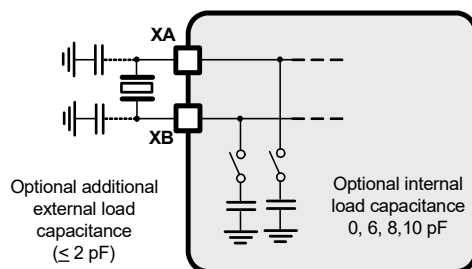 XA
XB
Optional additional
external load
capacitance
(≤ 2 pF)
Optional internal
load capacitance
0, 6, 8,10 pF